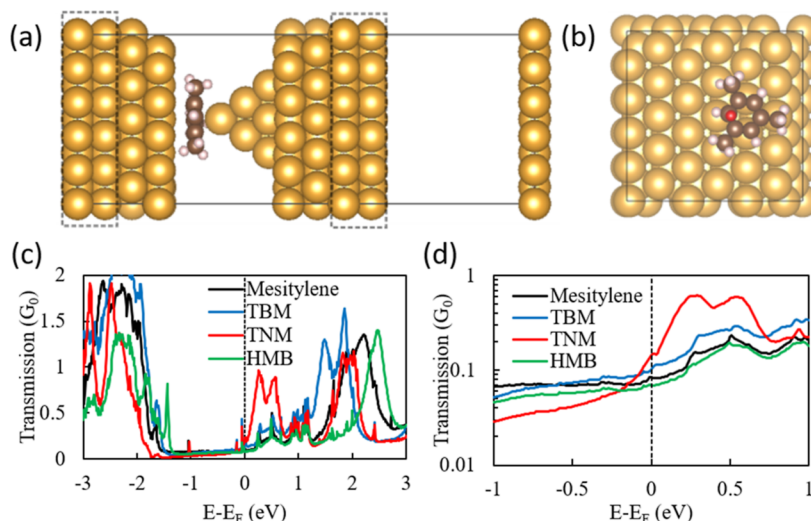 (a)
(b)
(c)
2
1.5
1
0.5
0
Transmission (G₀)
Mesitylene
TBM
TNM
HMB
-3
-2
-1
0
1
2
3
E-E_F (eV)
(d)
1
0.1
0.01
Transmission (G₀)
Mesitylene
TBM
TNM
HMB
-1
-0.5
0
0.5
1
E-E_F (eV)